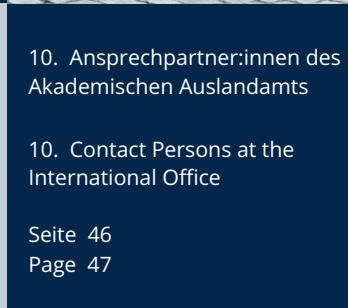 10. Ansprechpartner:innen des
Akademischen Auslandamts
10. Contact Persons at the
International Office
Seite 46
Page 47